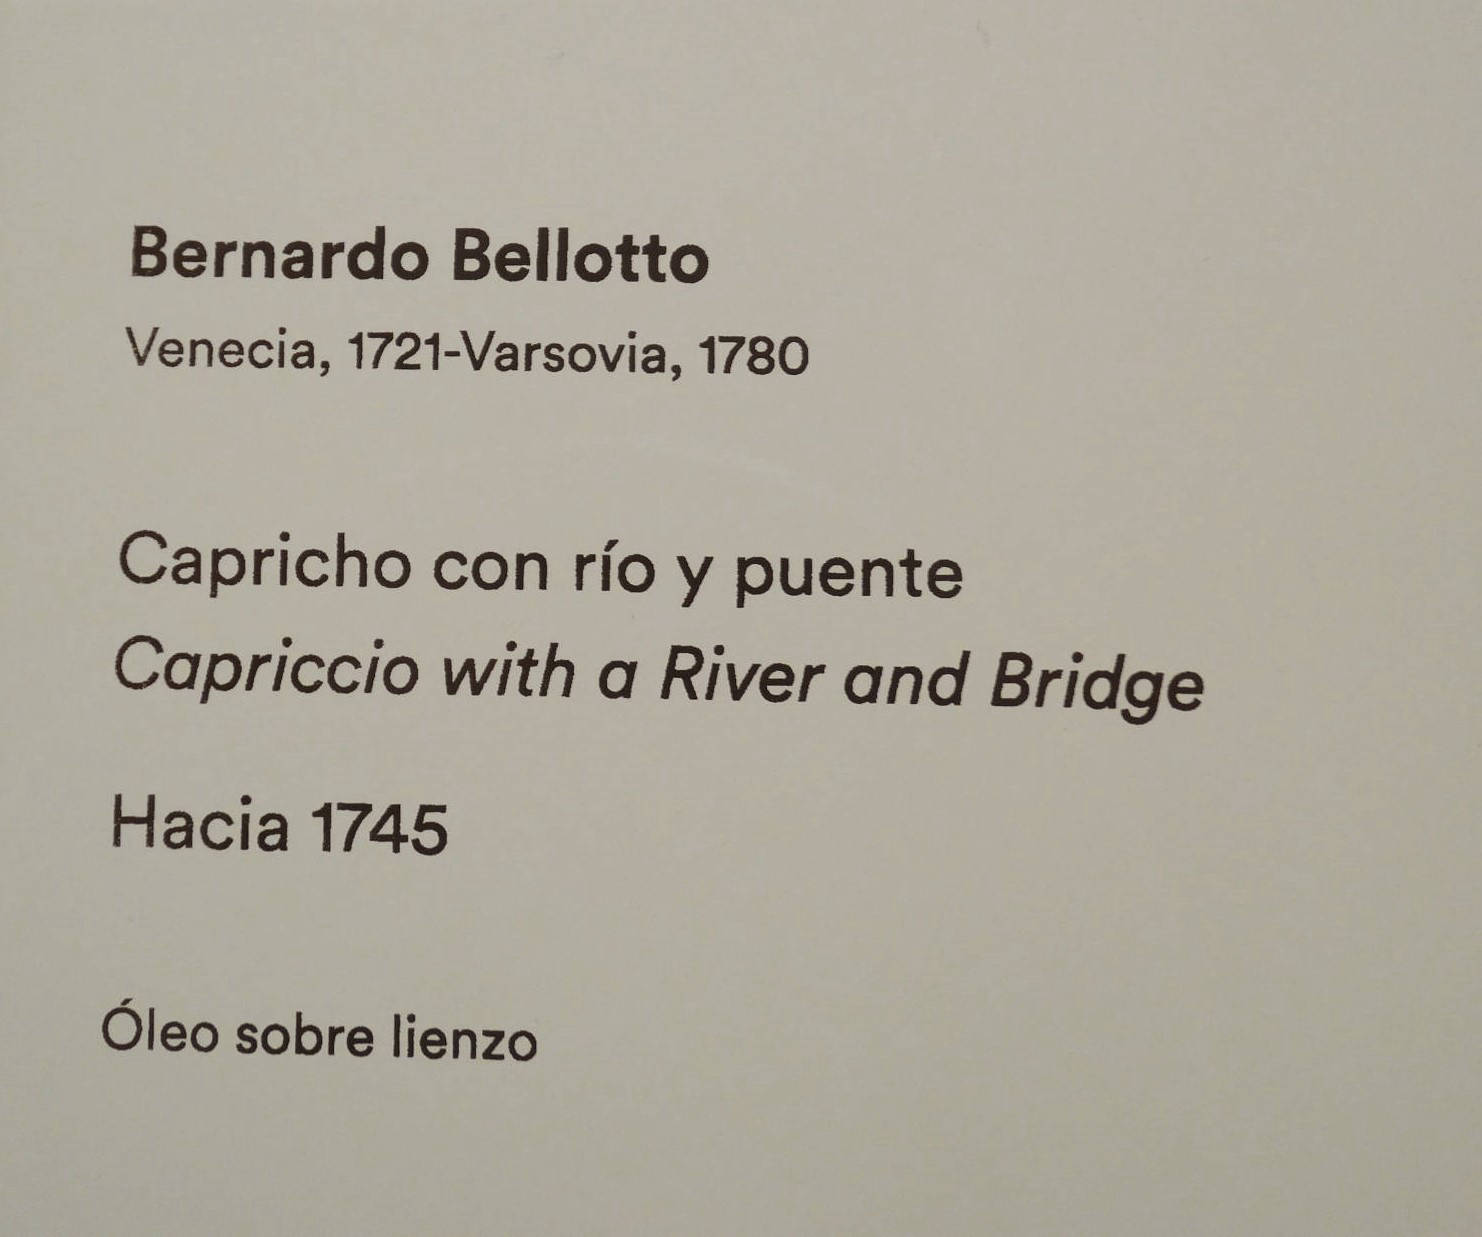 Bernardo Bellotto
Venecia, 1721-Varsovia, 1780
Capricho con río y puente
Capriccio with a River and Bridge
Hacia 1745
Óleo sobre lienzo